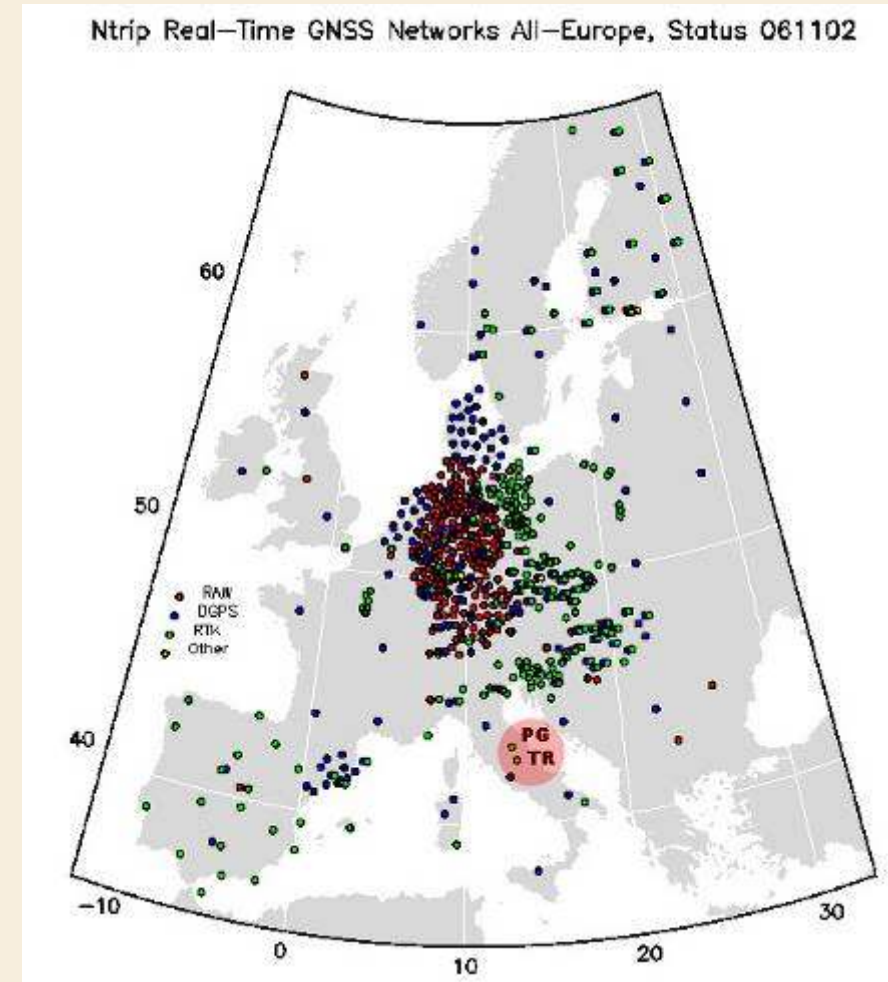 Ntrip Real-Time GNSS Networks All-Europe, Status 061102
60
50
RAW
DGPS
RTK
Other
40
PG
TR
-10
30
0
20
10